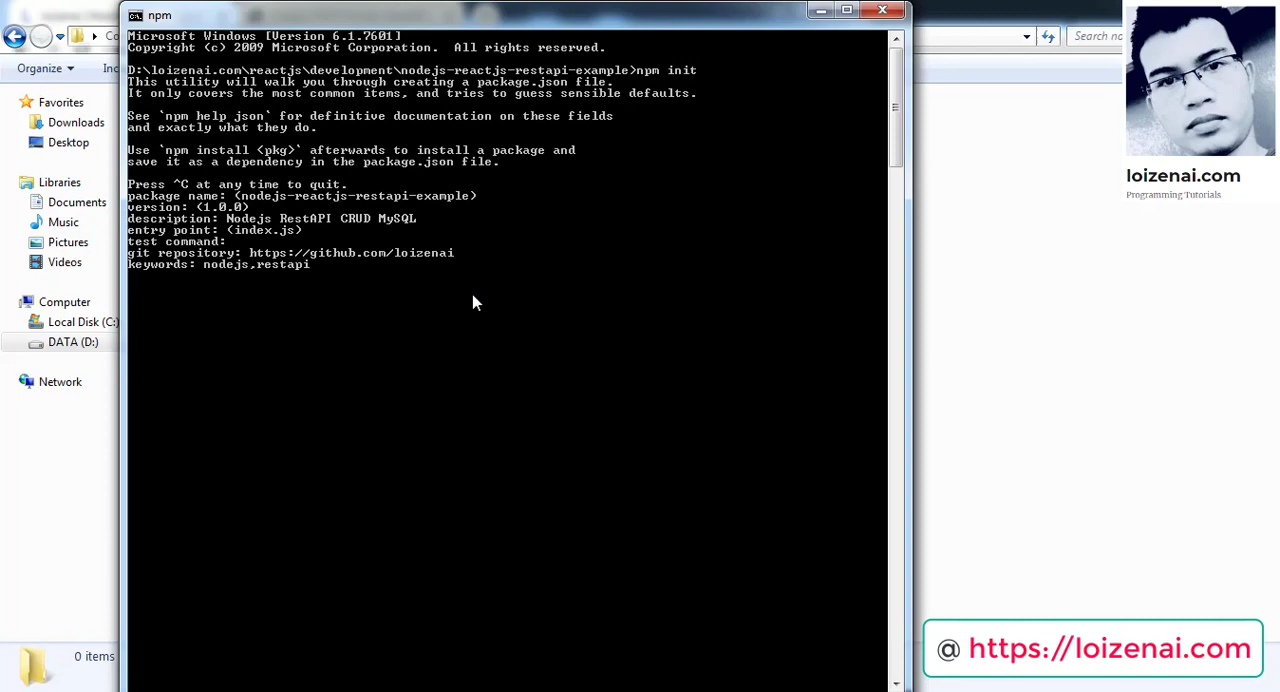 npm
Microsoft Windows [Version 6.1.7601]
Copyright (c) 2009 Microsoft Corporation.  All rights reserved.
D:\loizenai.com\reactjs\development\nodejs-reactjs-restapi-example>npm init
This utility will walk you through creating a package.json file.
It only covers the most common items, and tries to guess sensible defaults.
See `npm help json` for definitive documentation on these fields
and exactly what they do.
Use `npm install <pkg>` afterwards to install a package and
save it as a dependency in the package.json file.
Press ^C at any time to quit.
package name: (nodejs-reactjs-restapi-example)
version: (1.0.0)
description: Nodejs RestAPI CRUD MySQL
entry point: (index.js)
test command:
git repository: https://github.com/loizenai
keywords: nodejs,restapi
Co
Search no
Organize
Inc
Favorites
Downloads
Desktop
Libraries
Documents
Music
Pictures
Videos
Computer
Local Disk (C:)
DATA (D:)
Network
0 items
loizenai.com
Programming Tutorials
@ https://loizenai.com